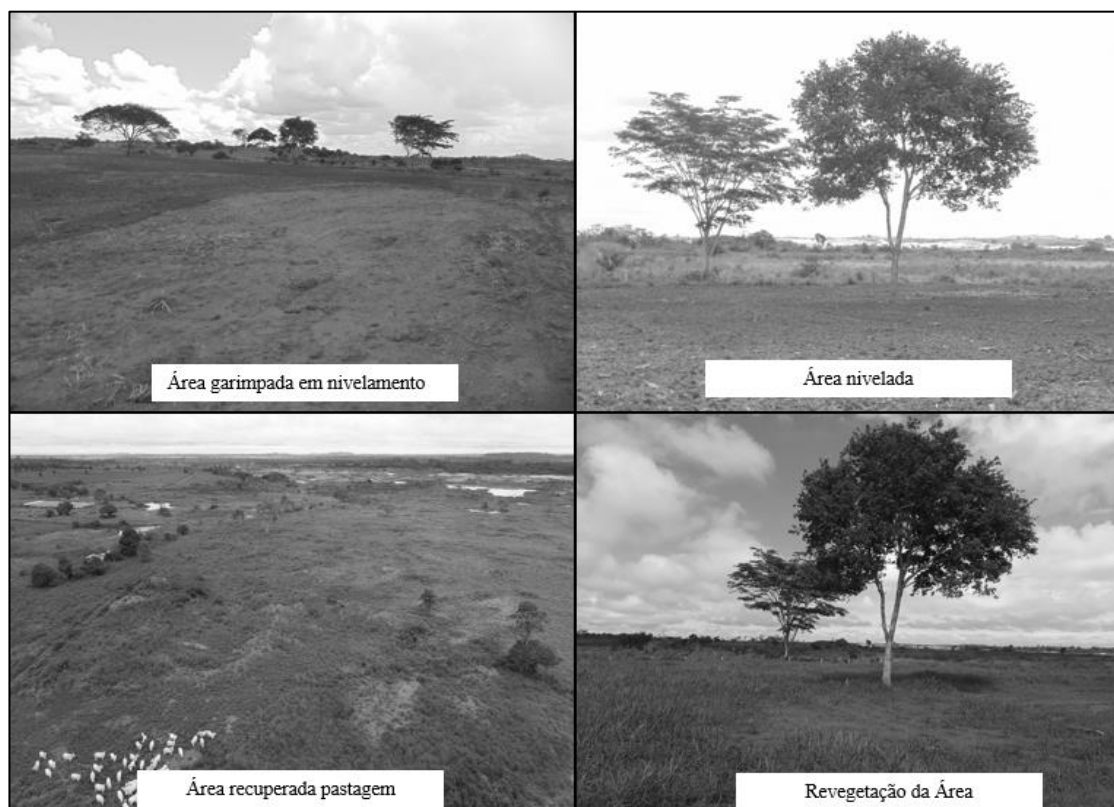 Área garimpada em nivelamento
Área nivelada
Área recuperada pastagem
Revegetação da Área